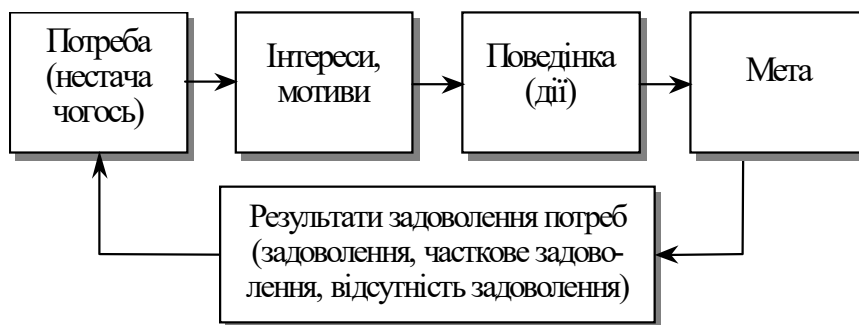 Потреба
(нестача
чогось)
Інтереси,
мотиви
Поведінка
(дії)
Мета
Результати задоволення потреб
(задоволення, часткове задово-
лення, відсутність задоволення)